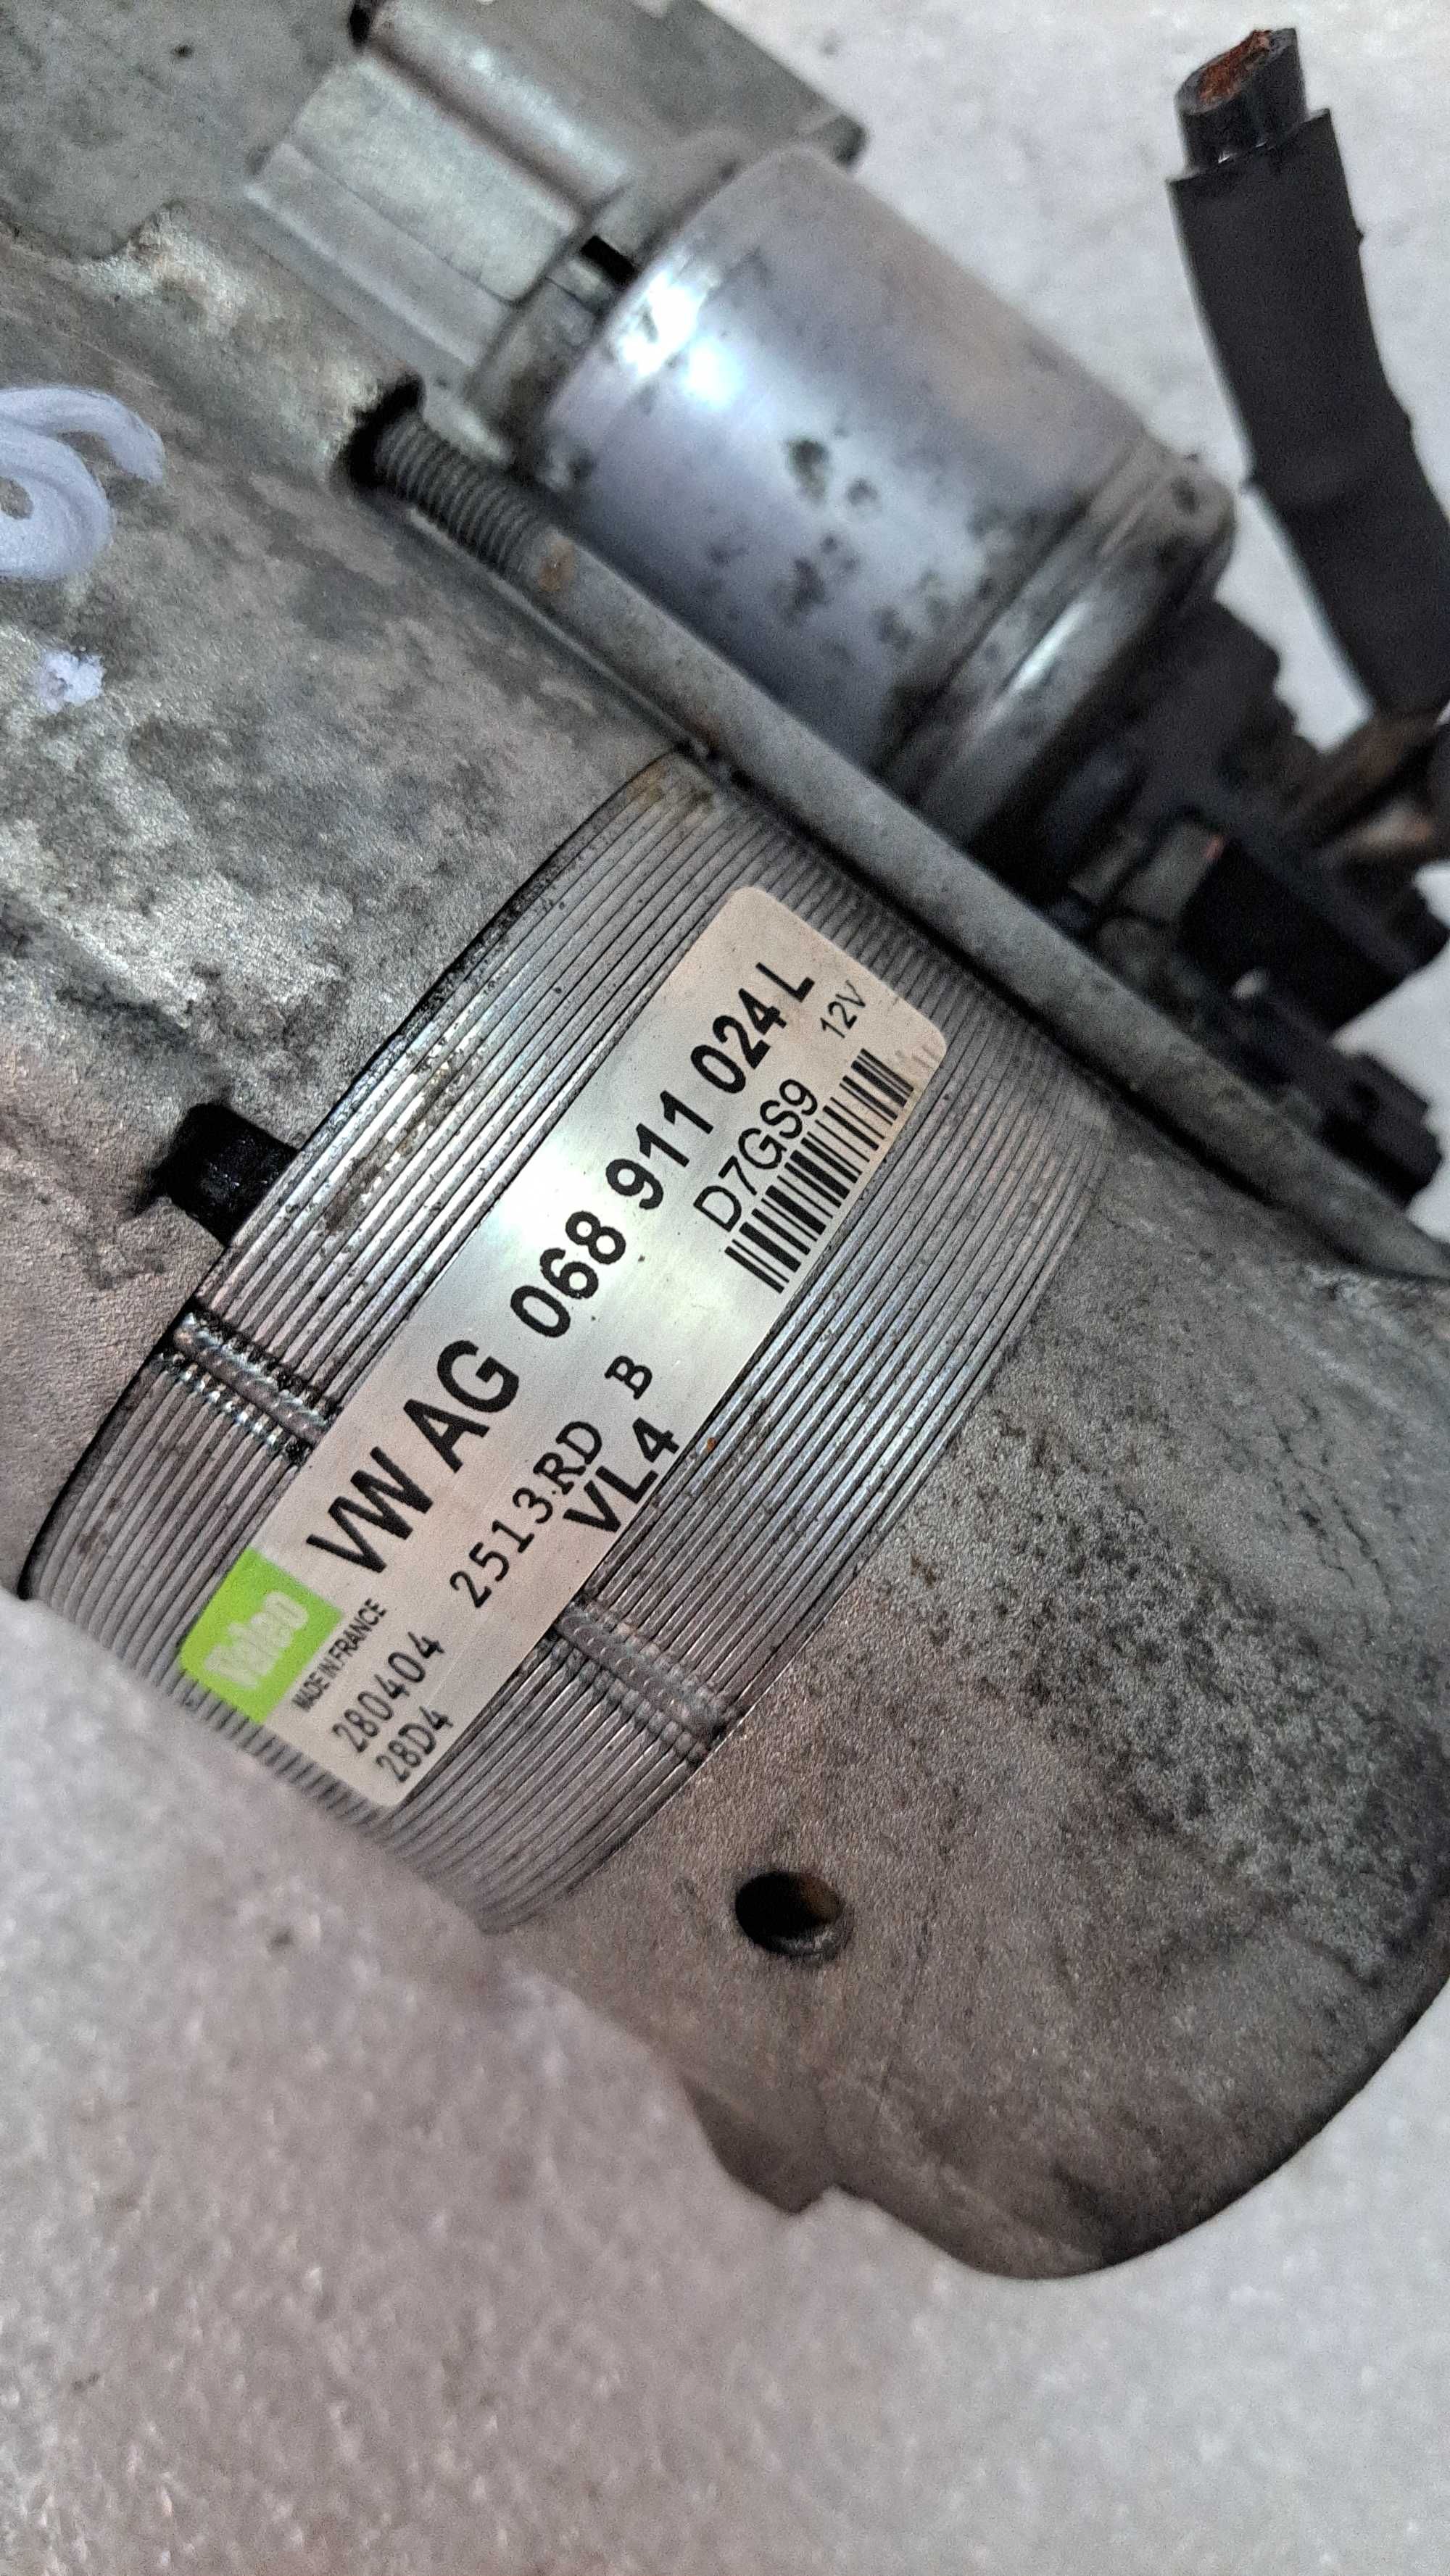 Valeo
MADE IN FRANCE
VW AG 068 911 024 L
12V
280404
2513.RD B
D7GS9
28D4
VL4